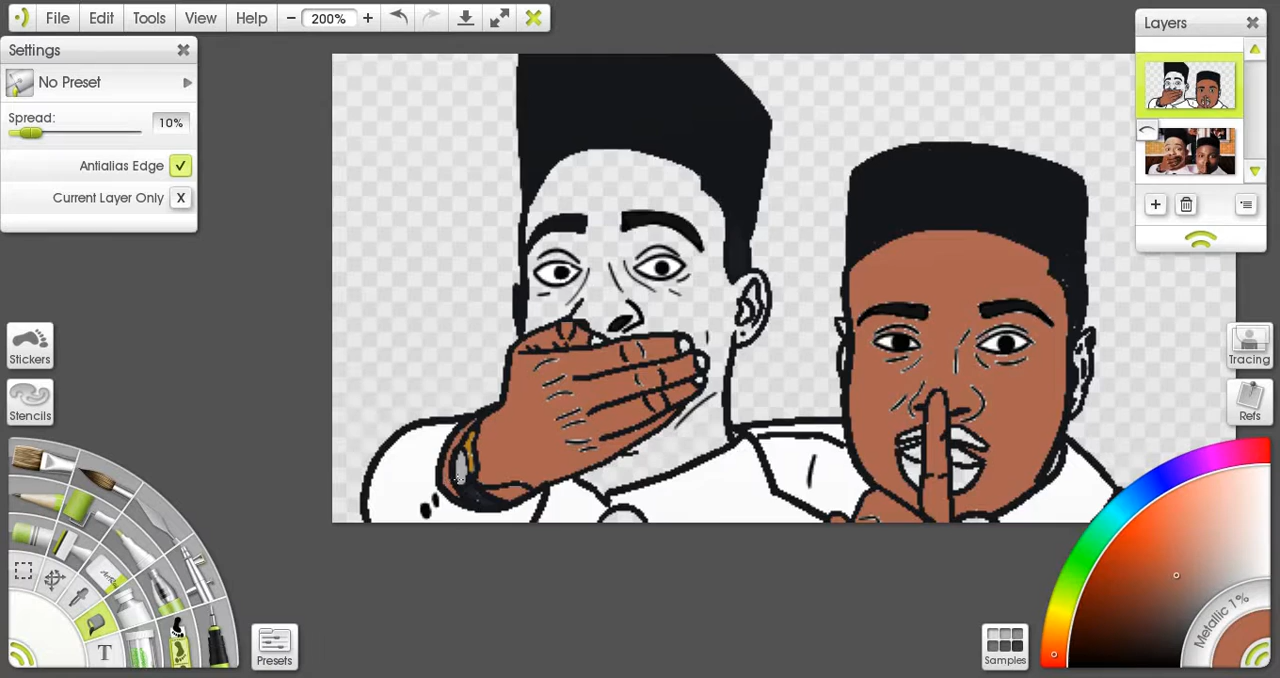 File Edit Tools View Help − 200% +
Settings
No Preset
Spread:
10%
Antialias Edge
Current Layer Only X
Layers
Stickers
Stencils
Tracing
Refs
Presets
Samples
Metallic 1%
T